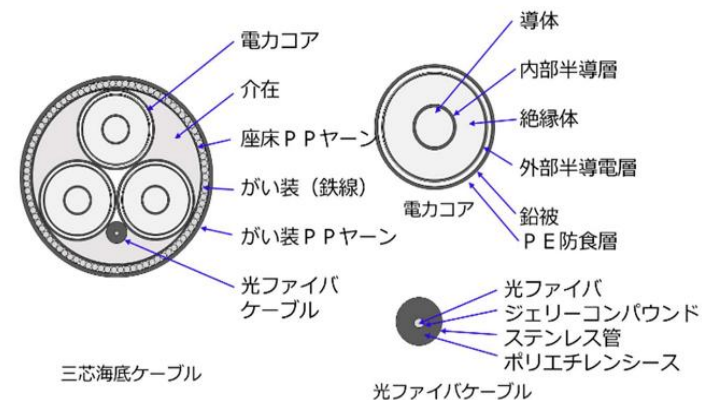 電力コア
介在
座床ＰＰヤーン
がい装（鉄線）
がい装ＰＰヤーン
光ファイバ
ケーブル
三芯海底ケーブル
導体
内部半導層
絶縁体
外部半導電層
鉛被
ＰＥ防食層
電力コア
光ファイバ
ジェリーコンパウンド
ステンレス管
ポリエチレンシース
光ファイバケーブル